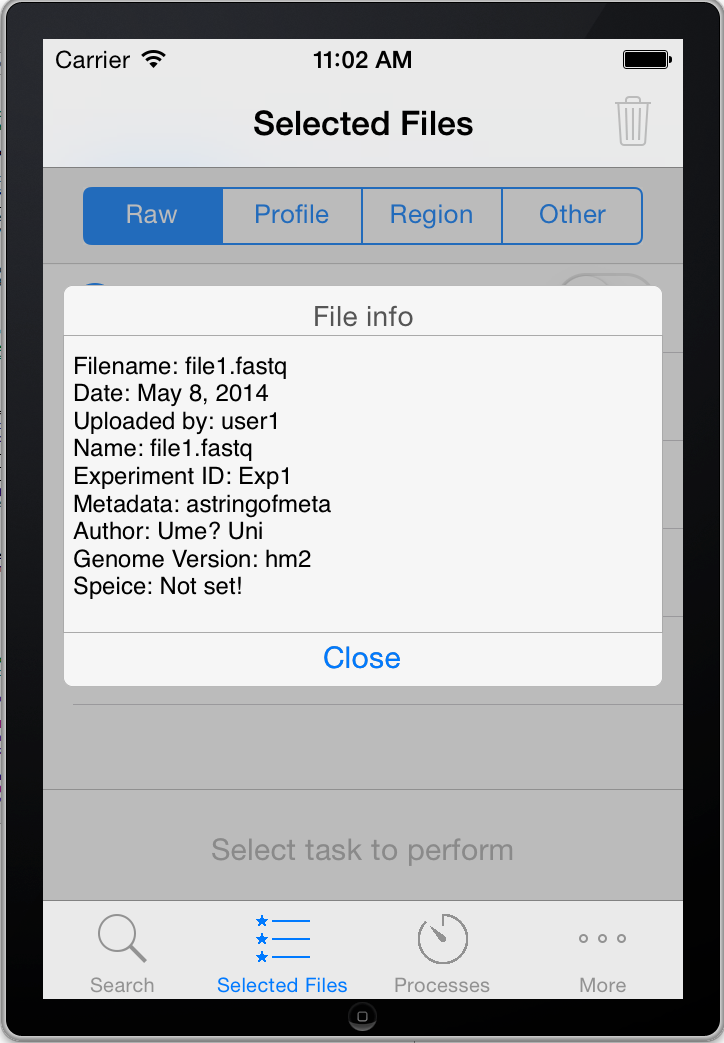 Carrier 11:02 AM
Selected Files
Raw Profile Region Other
File info
Filename: file1.fastq
Date: May 8, 2014
Uploaded by: user1
Name: file1.fastq
Experiment ID: Exp1
Metadata: astringofmeta
Author: Ume? Uni
Genome Version: hm2
Speice: Not set!
Close
Select task to perform
Search Selected Files Processes More